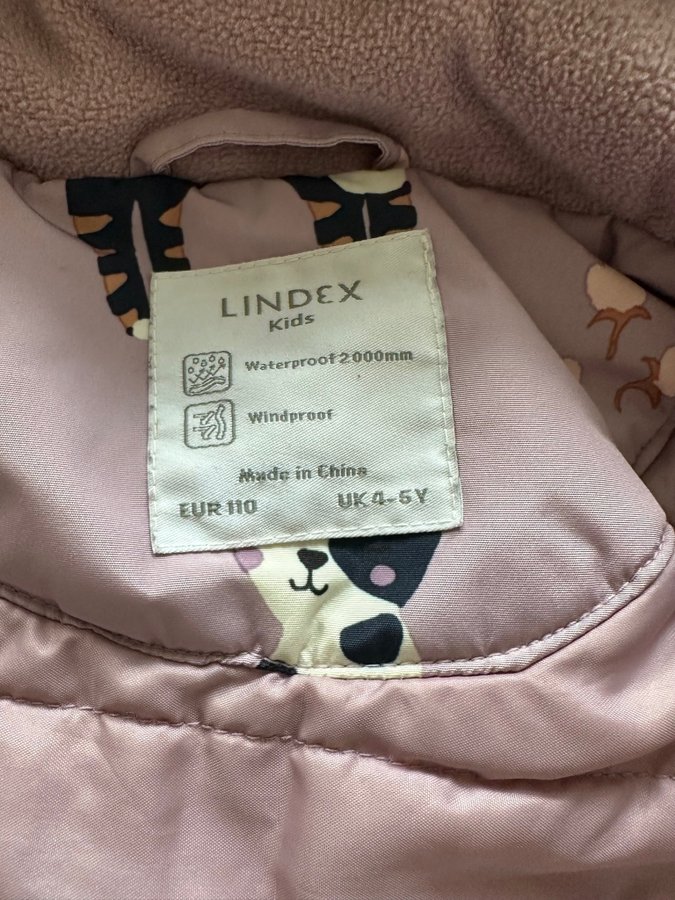 LINDEX
Kids
Waterproof 2000mm
Windproof
Made in China
EUR 110 UK 4-5Y